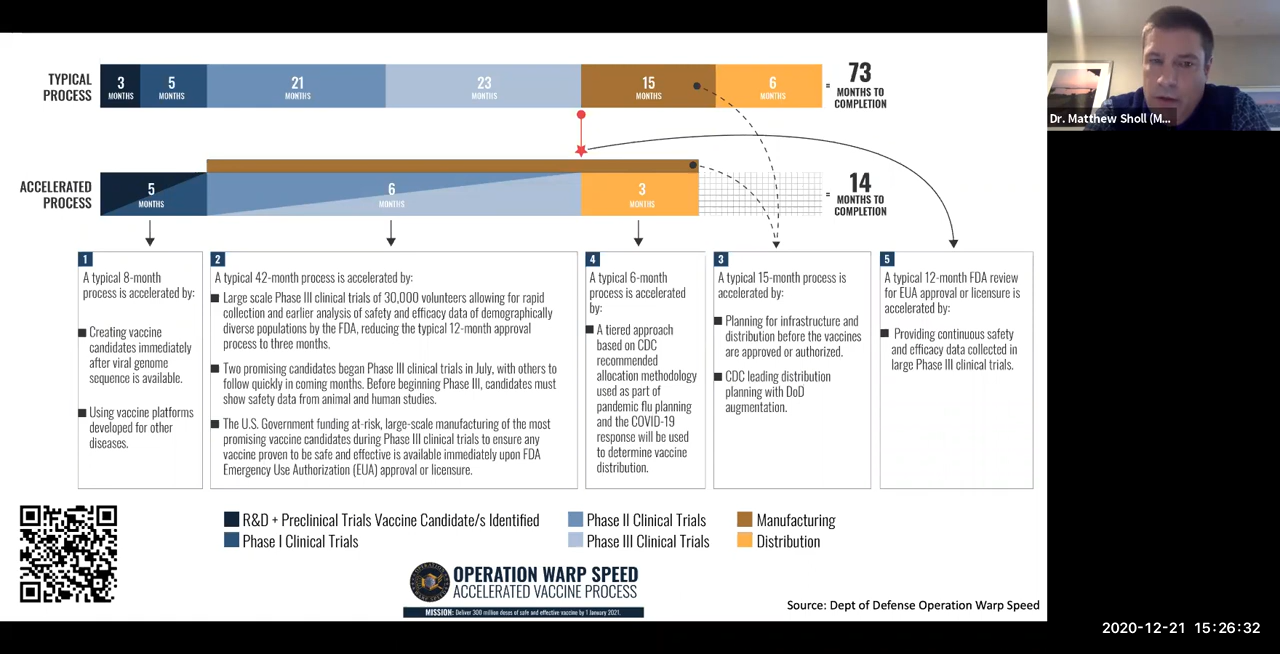 TYPICAL
PROCESS
3
MONTHS
5
MONTHS
21
MONTHS
23
MONTHS
15
MONTHS
6
MONTHS
=
73
MONTHS TO
COMPLETION
Dr. Matthew Sholl (M...
ACCELERATED
PROCESS
5
MONTHS
6
MONTHS
3
MONTHS
=
14
MONTHS TO
COMPLETION
1
A typical 8-month
process is accelerated by:
Creating vaccine
candidates immediately
after viral genome
sequence is available.
Using vaccine platforms
developed for other
diseases.
2
A typical 42-month process is accelerated by:
Large scale Phase III clinical trials of 30,000 volunteers allowing for rapid
collection and earlier analysis of safety and efficacy data of demographically
diverse populations by the FDA, reducing the typical 12-month approval
process to three months.
Two promising candidates began Phase III clinical trials in July, with others to
follow quickly in coming months. Before beginning Phase III, candidates must
show safety data from animal and human studies.
The U.S. Government funding at-risk, large-scale manufacturing of the most
promising vaccine candidates during Phase III clinical trials to ensure any
vaccine proven to be safe and effective is available immediately upon FDA
Emergency Use Authorization (EUA) approval or licensure.
4
A typical 6-month
process is accelerated
by:
A tiered approach
based on CDC
recommended
allocation methodology
used as part of
pandemic flu planning
and the COVID-19
response will be used
to determine vaccine
distribution.
3
A typical 15-month process is
accelerated by:
Planning for infrastructure and
distribution before the vaccines
are approved or authorized.
CDC leading distribution
planning with DoD
augmentation.
5
A typical 12-month FDA review
for EUA approval or licensure is
accelerated by:
Providing continuous safety
and efficacy data collected in
large Phase III clinical trials.
R&D + Preclinical Trials Vaccine Candidate/s Identified
Phase I Clinical Trials
Phase II Clinical Trials
Phase III Clinical Trials
Manufacturing
Distribution
OPERATION WARP SPEED
ACCELERATED VACCINE PROCESS
MISSION: Deliver 300 million doses of safe and effective vaccine by 1 January 2021.
Source: Dept of Defense Operation Warp Speed
2020-12-21 15:26:32